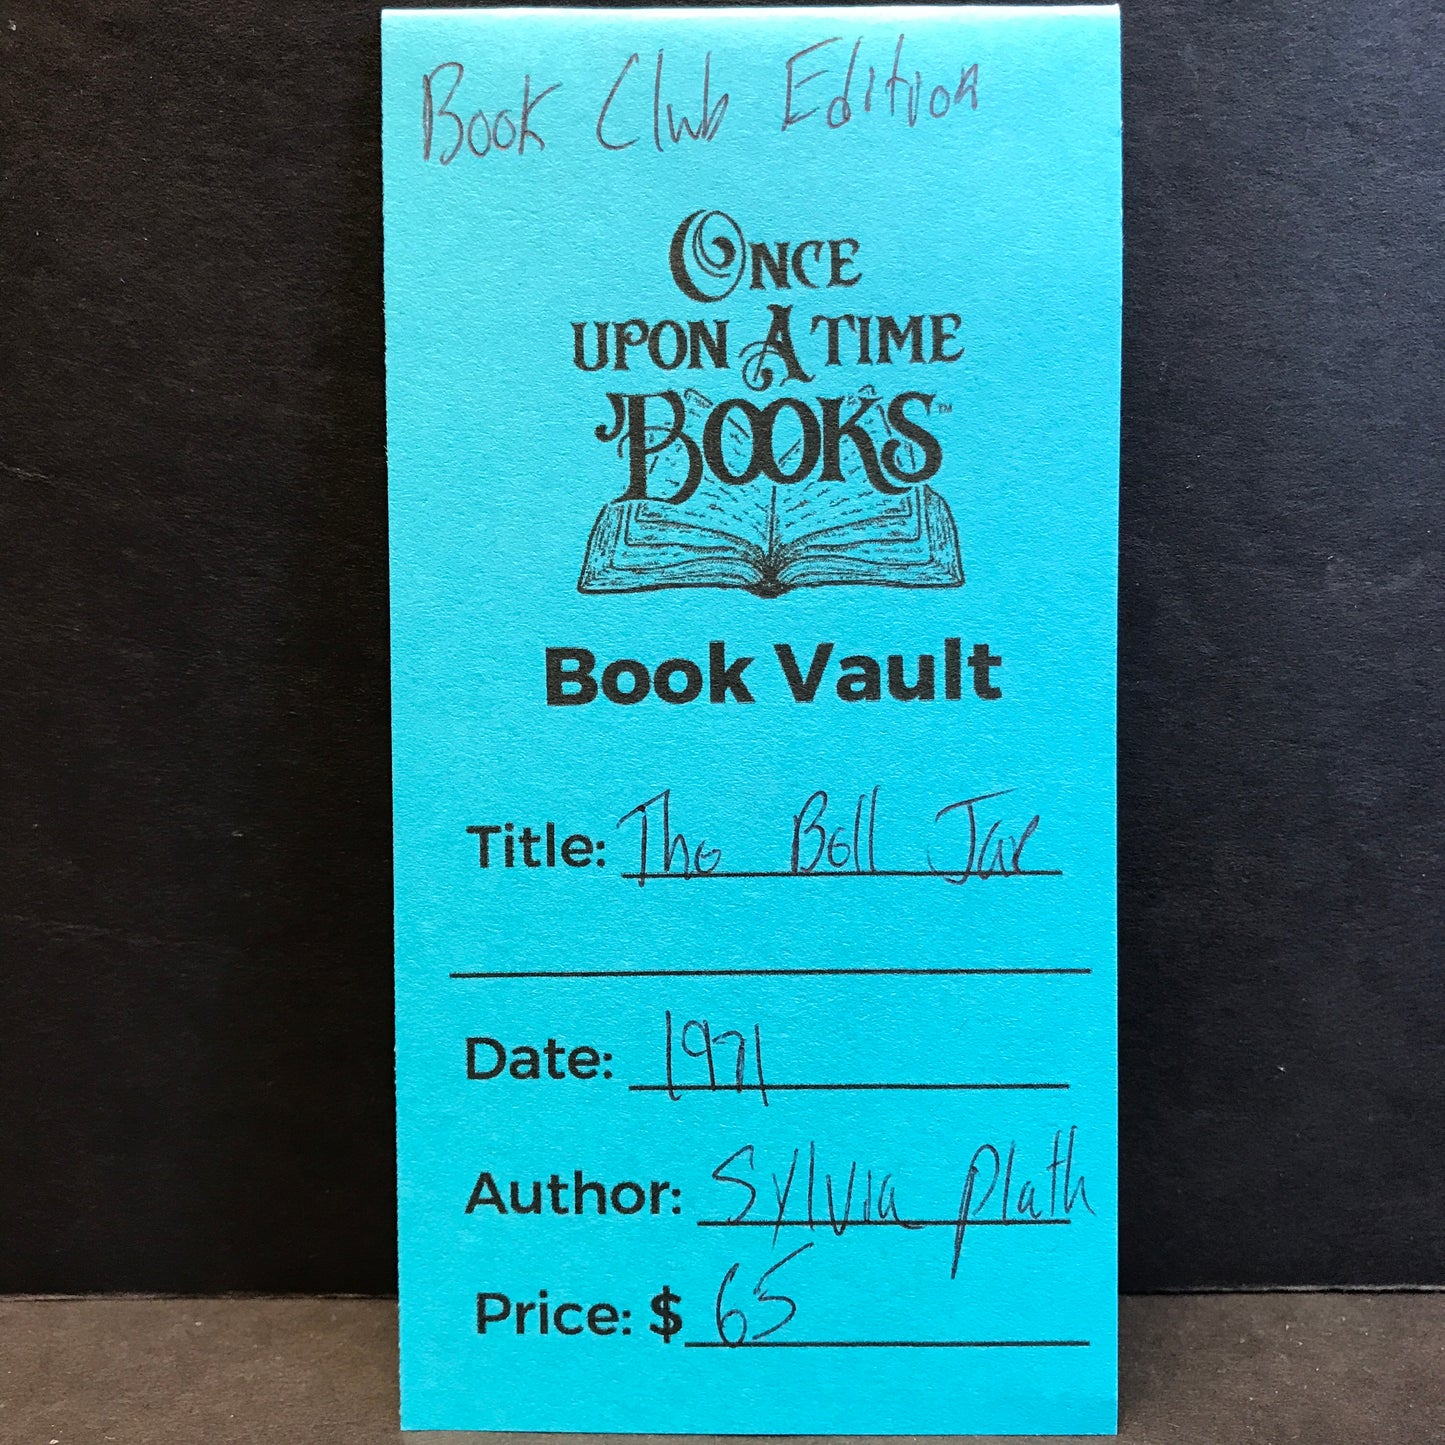 Book Club Edition
ONCE
UPON A TIME
BOOKS™
Book Vault
Title: The Bell Jar
Date: 1971
Author: Sylvia Plath
Price: $ 65